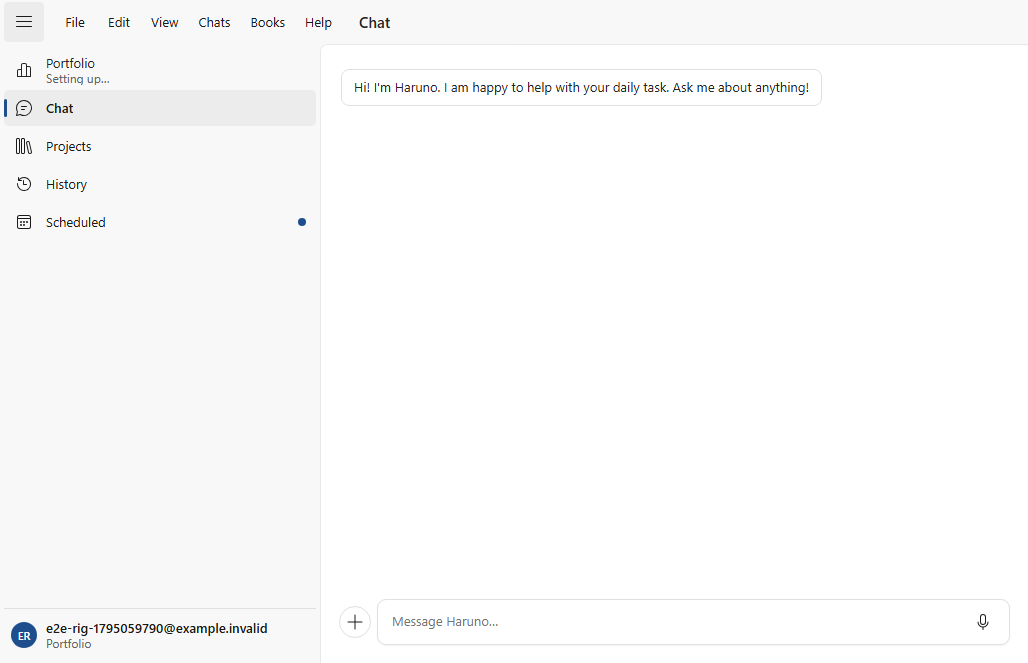 File Edit View Chats Books Help Chat
Portfolio
Setting up...
Chat
Projects
History
Scheduled
Hi! I'm Haruno. I am happy to help with your daily task. Ask me about anything!
Message Haruno...
ER
e2e-rig-1795059790@example.invalid
Portfolio